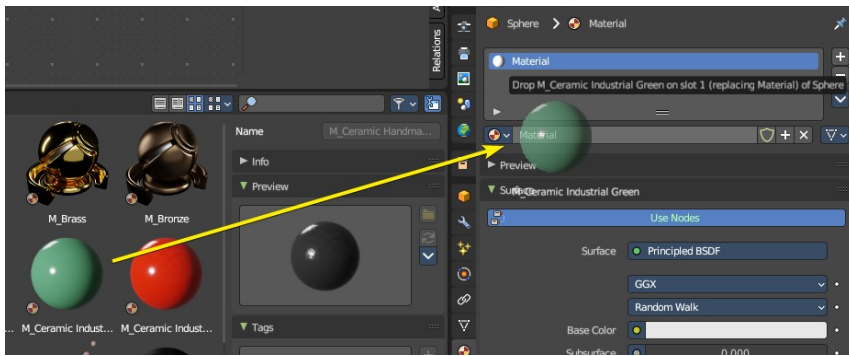 Relations
Sphere > Material
Material
Drop M_Ceramic Industrial Green on slot 1 (replacing Material) of Sphere
Name
M_Ceramic Handma...
Material
Info
Preview
Preview
M_Brass
M_Bronze
Surface
M_Ceramic Industrial Green
Use Nodes
Surface
Principled BSDF
GGX
Random Walk
... M_Ceramic Indust...
M_Ceramic Indust...
Tags
Base Color
Subsurface
0.000